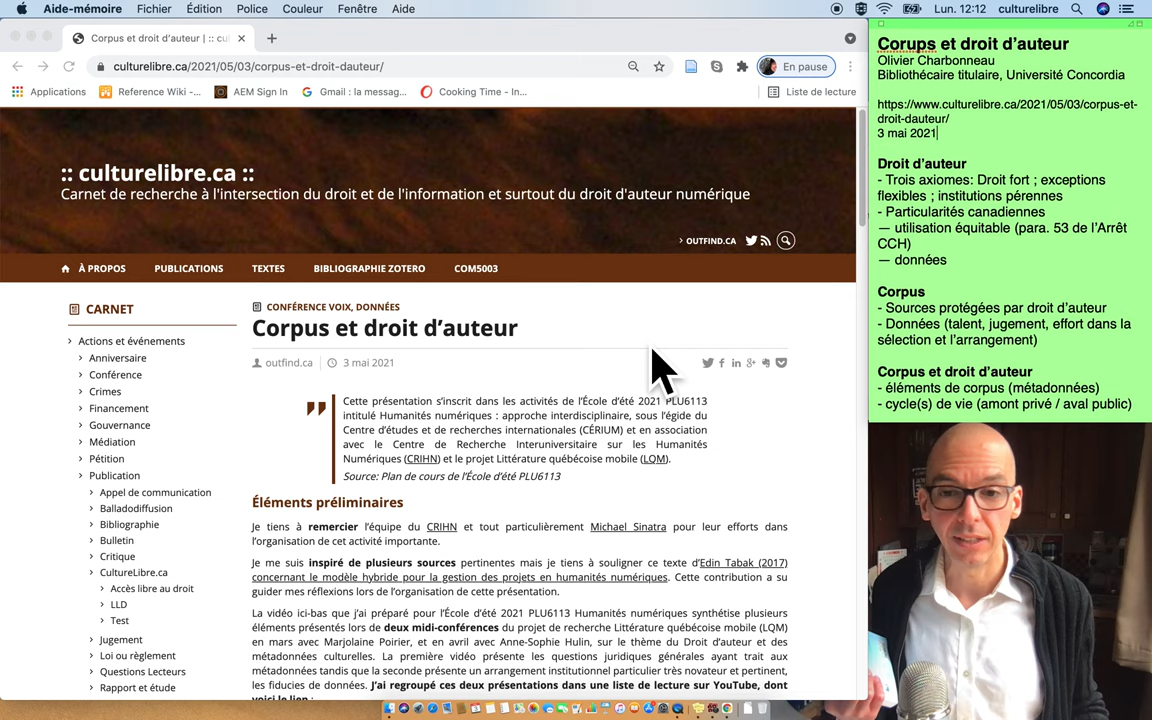 Aide-mémoire Fichier Édition Police Couleur Fenêtre Aide
Lun. 12:12 culturelibre
Corpus et droit d'auteur | :: cu
culturelibre.ca/2021/05/03/corpus-et-droit-dauteur/
En pause
Applications Reference Wiki -... AEM Sign In Gmail : la messag... Cooking Time - In...
Liste de lecture
:: culturelibre.ca ::
Carnet de recherche à l'intersection du droit et de l'information et surtout du droit d'auteur numérique
OUTFIND.CA
À PROPOS PUBLICATIONS TEXTES BIBLIOGRAPHIE ZOTERO COM5003
CARNET
Actions et événements
Anniversaire
Conférence
Crimes
Financement
Gouvernance
Médiation
Pétition
Publication
Appel de communication
Balladodiffusion
Bibliographie
Bulletin
Critique
CultureLibre.ca
Accès libre au droit
LLD
Test
Jugement
Loi ou règlement
Questions Lecteurs
Rapport et étude
CONFÉRENCE VOIX, DONNÉES
Corpus et droit d'auteur
outfind.ca 3 mai 2021
Cette présentation s'inscrit dans les activités de l'École d'été 2021 PLU6113
intitulé Humanités numériques : approche interdisciplinaire, sous l'égide du
Centre d'études et de recherches internationales (CÉRIUM) et en association
avec le Centre de Recherche Interuniversitaire sur les Humanités
Numériques (CRIHN) et le projet Littérature québécoise mobile (LQM).
Source: Plan de cours de l'École d'été PLU6113
Éléments préliminaires
Je tiens à remercier l'équipe du CRIHN et tout particulièrement Michael Sinatra pour leur efforts dans
l'organisation de cet activité importante.
Je me suis inspiré de plusieurs sources pertinentes mais je tiens à souligner ce texte d'Edin Tabak (2017)
concernant le modèle hybride pour la gestion des projets en humanités numériques. Cette contribution a su
guider mes réflexions lors de l'organisation de cette présentation.
La vidéo ici-bas que j'ai préparé pour l'École d'été 2021 PLU6113 Humanités numériques synthétise plusieurs
éléments présentés lors de deux midi-conférences du projet de recherche Littérature québécoise mobile (LQM)
en mars avec Marjolaine Poirier, et en avril avec Anne-Sophie Hulin, sur le thème du Droit d'auteur et des
métadonnées culturelles. La première vidéo présente les questions juridiques générales ayant trait aux
métadonnées tandis que la seconde présente un arrangement institutionnel particulier très novateur et pertinent,
les fiducies de données. J'ai regroupé ces deux présentations dans une liste de lecture sur YouTube, dont
voici le lien :
Corups et droit d'auteur
Olivier Charbonneau
Bibliothécaire titulaire, Université Concordia
https://www.culturelibre.ca/2021/05/03/corpus-et-
droit-dauteur/
3 mai 2021
Droit d'auteur
- Trois axiomes: Droit fort ; exceptions
flexibles ; institutions pérennes
- Particularités canadiennes
— utilisation équitable (para. 53 de l'Arrêt
CCH)
— données
Corpus
- Sources protégées par droit d'auteur
- Données (talent, jugement, effort dans la
sélection et l'arrangement)
Corpus et droit d'auteur
- éléments de corpus (métadonnées)
- cycle(s) de vie (amont privé / aval public)